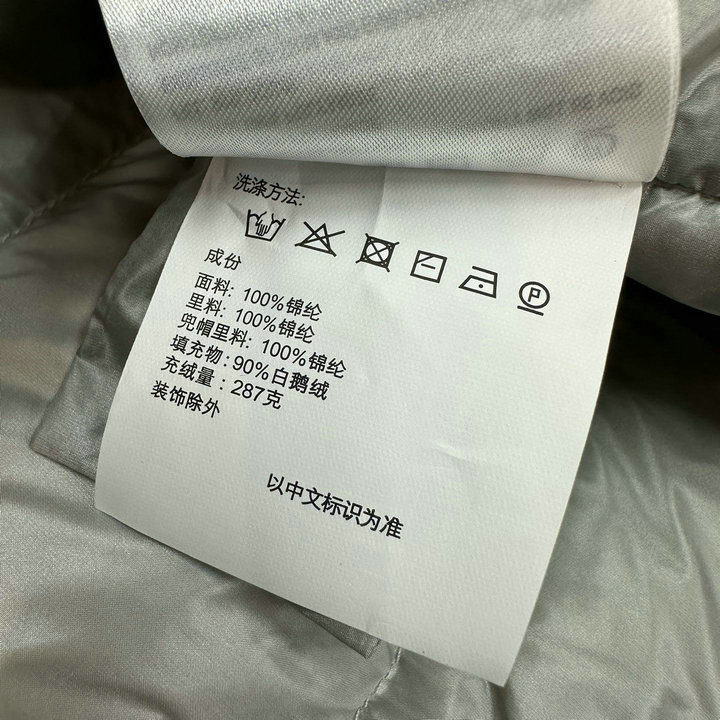 洗涤方法:
P
成份
面料: 100%锦纶
里料: 100%锦纶
兜帽里料: 100%锦纶
填充物: 90%白鹅绒
充绒量: 287克
装饰除外
以中文标识为准